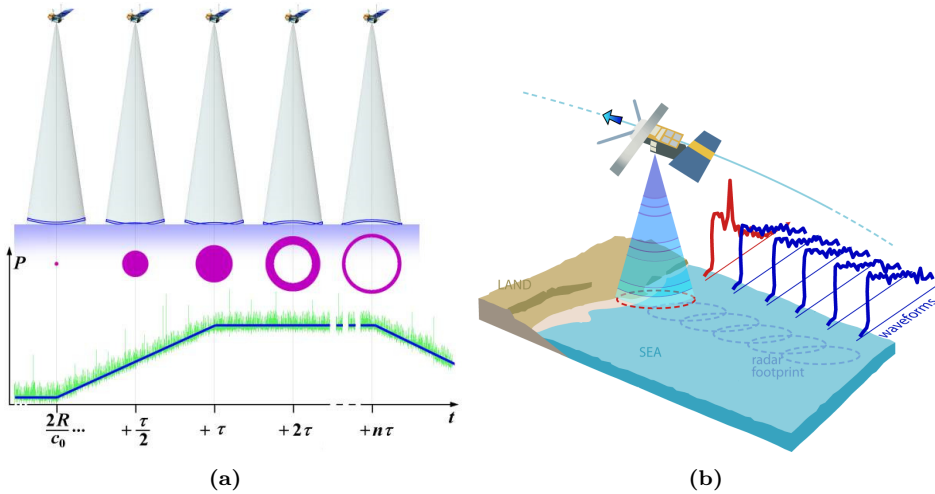 P
2R/c₀ ... + τ/2 + τ + 2τ + nτ t
(a)
LAND
SEA
radar
footprint
waveforms
(b)